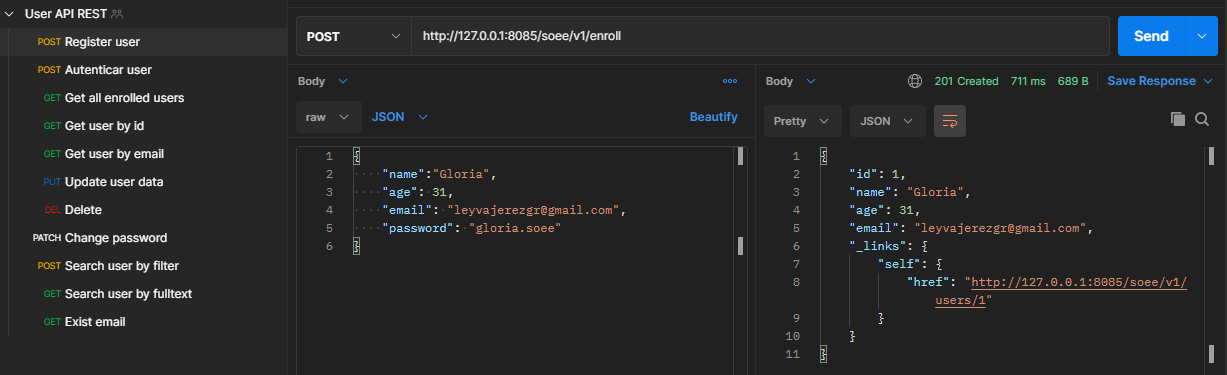 User API REST
POST Register user
POST Autenticar user
GET Get all enrolled users
GET Get user by id
GET Get user by email
PUT Update user data
DEL Delete
PATCH Change password
POST Search user by filter
GET Search user by fulltext
GET Exist email
POST http://127.0.0.1:8085/soee/v1/enroll Send
Body
raw JSON Beautify
1 {
2 "name":"Gloria",
3 "age": 31,
4 "email": "leyvajerezgr@gmail.com",
5 "password": "gloria.soee"
6 }
Body 201 Created 711 ms 689 B Save Response
Pretty JSON
1 {
2 "id": 1,
3 "name": "Gloria",
4 "age": 31,
5 "email": "leyvajerezgr@gmail.com",
6 "_links": {
7 "self": {
8 "href": "http://127.0.0.1:8085/soee/v1/
users/1"
9 }
10 }
11 }